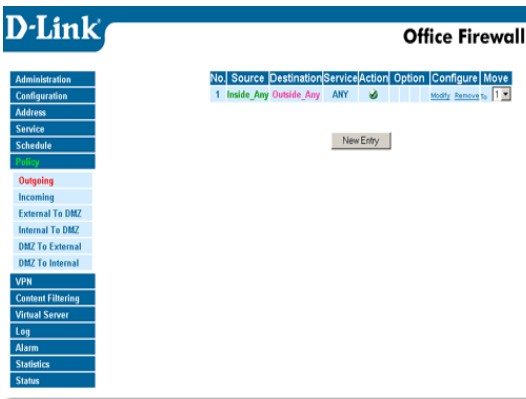 D-Link
Office Firewall
Administration
Configuration
Address
Service
Schedule
Policy
Outgoing
Incoming
External To DMZ
Internal To DMZ
DMZ To External
DMZ To Internal
VPN
Content Filtering
Virtual Server
Log
Alarm
Statistics
Status
No. Source Destination Service Action Option Configure Move
1 Inside_Any Outside_Any ANY Modify Remove To 1
New Entry